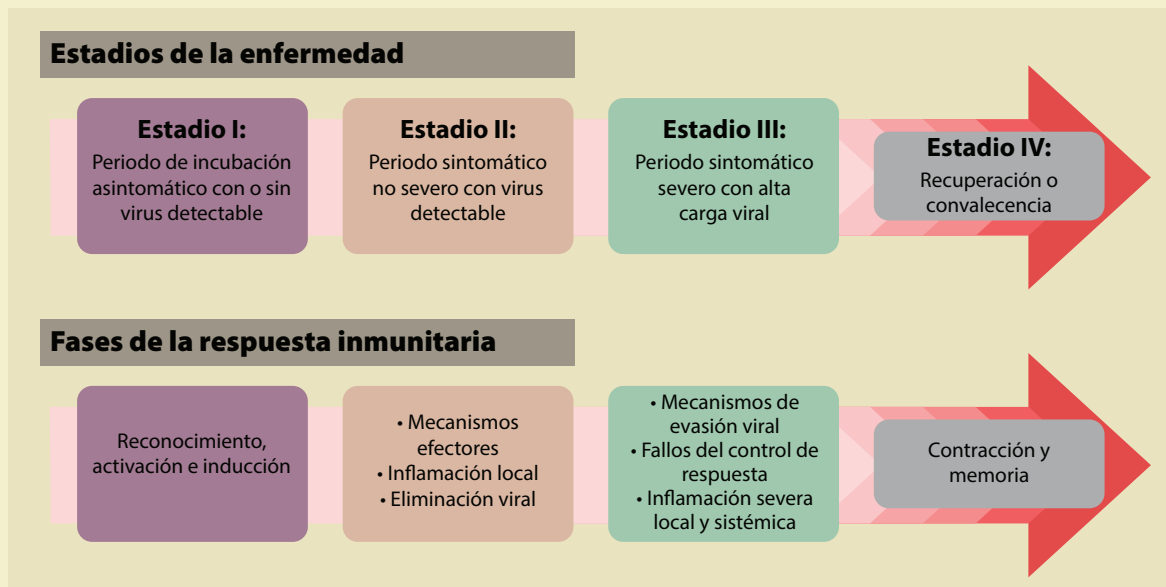 Estadios de la enfermedad
Estadio I:
Periodo de incubación
asintomático con o sin
virus detectable
Estadio II:
Periodo sintomático
no severo con virus
detectable
Estadio III:
Periodo sintomático
severo con alta
carga viral
Estadio IV:
Recuperación o
convalecencia
Fases de la respuesta inmunitaria
Reconocimiento,
activación e inducción
• Mecanismos
efectores
• Inflamación local
• Eliminación viral
• Mecanismos de
evasión viral
• Fallos del control de
respuesta
• Inflamación severa
local y sistémica
Contracción y
memoria